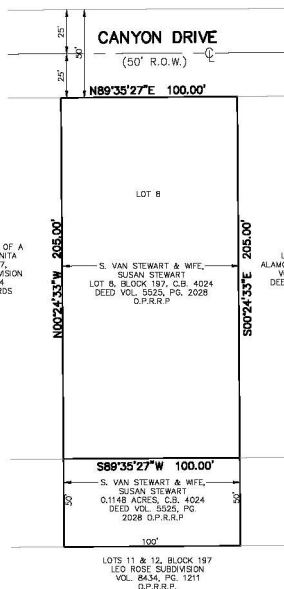 25'
50'
25'
CANYON DRIVE
(50' R.O.W.)
N89°35'27"E 100.00'
LOT 8
N00°24'33"W 205.00'
S00°24'33"E 205.00'
OF A
NITA
7,
VISION
4
RDS
L
ALAMO
V
DEE
S. VAN STEWART & WIFE,
SUSAN STEWART
LOT 8, BLOCK 197, C.B. 4024
DEED VOL. 5525, PG. 2028
O.P.R.R.P
S89°35'27"W 100.00'
S. VAN STEWART & WIFE,
SUSAN STEWART
0.1148 ACRES, C.B. 4024
DEED VOL. 5525, PG.
2028 O.P.R.R.P
50'
50'
100'
LOTS 11 & 12, BLOCK 197
LEO ROSE SUBDIVISION
VOL. 8434, PG. 1211
O.P.R.R.P.